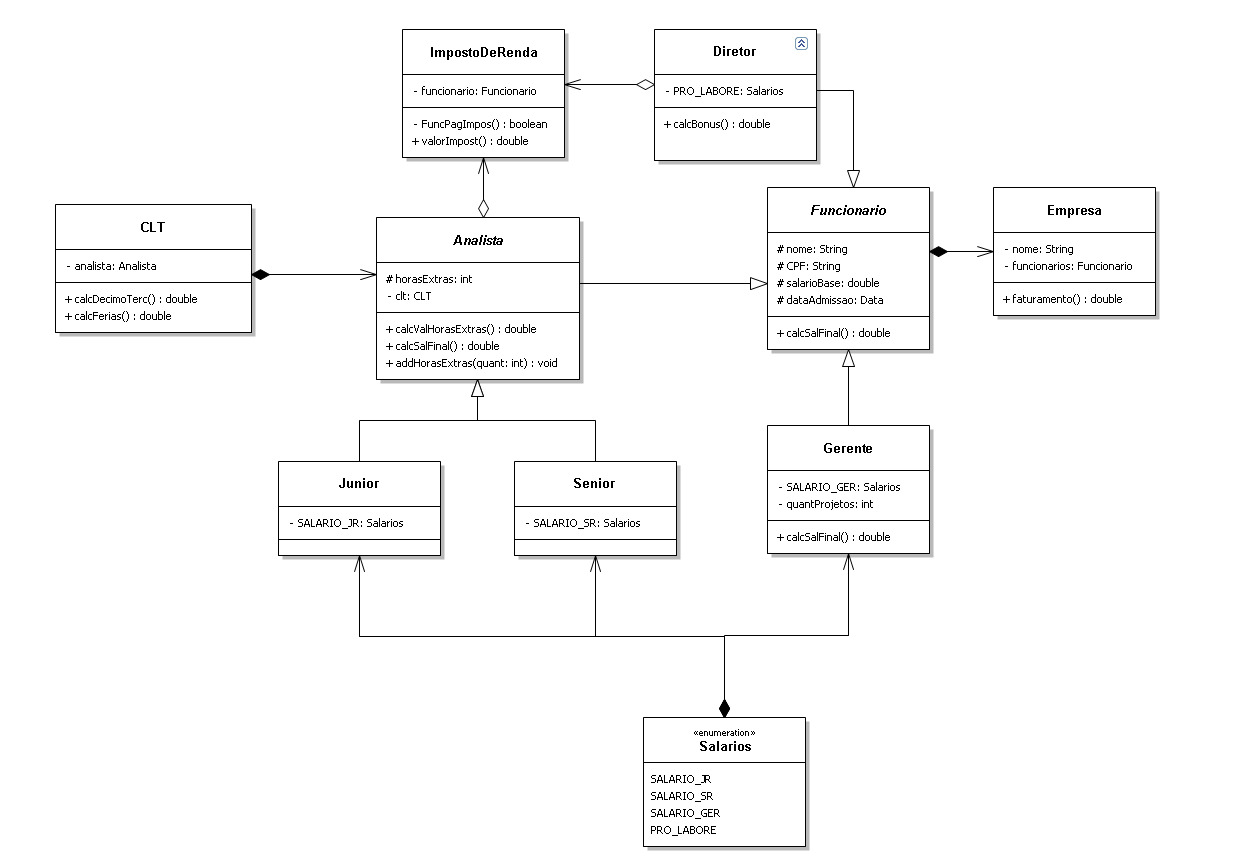 ImpostoDeRenda
- funcionario: Funcionario
- FuncPagImpos() : boolean
+ valorImpost() : double
Diretor
- PRO_LABORE: Salarios
+ calcBonus() : double
CLT
- analista: Analista
+ calcDecimoTerc() : double
+ calcFerias() : double
Analista
# horasExtras: int
- clt: CLT
+ calcValHorasExtras() : double
+ calcSalFinal() : double
+ addHorasExtras(quant: int) : void
Funcionario
# nome: String
# CPF: String
# salarioBase: double
# dataAdmissao: Data
+ calcSalFinal() : double
Empresa
- nome: String
- funcionarios: Funcionario
+ faturamento() : double
Junior
- SALARIO_JR: Salarios
Senior
- SALARIO_SR: Salarios
Gerente
- SALARIO_GER: Salarios
- quantProjetos: int
+ calcSalFinal() : double
«enumeration»
Salarios
SALARIO_JR
SALARIO_SR
SALARIO_GER
PRO_LABORE